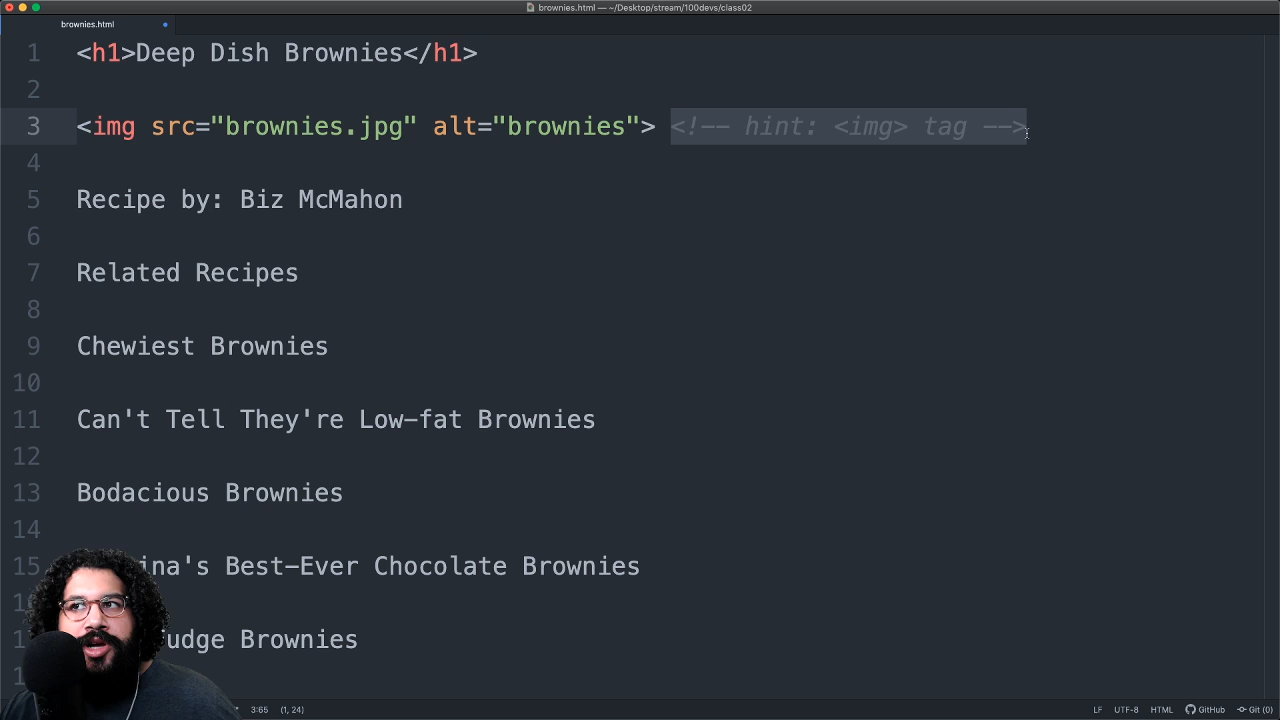 brownies.html — ~/Desktop/stream/100devs/class02
brownies.html
1 <h1>Deep Dish Brownies</h1>
2
3 <img src="brownies.jpg" alt="brownies"> <!-- hint: <img> tag -->
4
5 Recipe by: Biz McMahon
6
7 Related Recipes
8
9 Chewiest Brownies
10
11 Can't Tell They're Low-fat Brownies
12
13 Bodacious Brownies
14
15 Best-Ever Chocolate Brownies
Brownies
3:65 (1, 24) LF UTF-8 HTML GitHub Git (0)